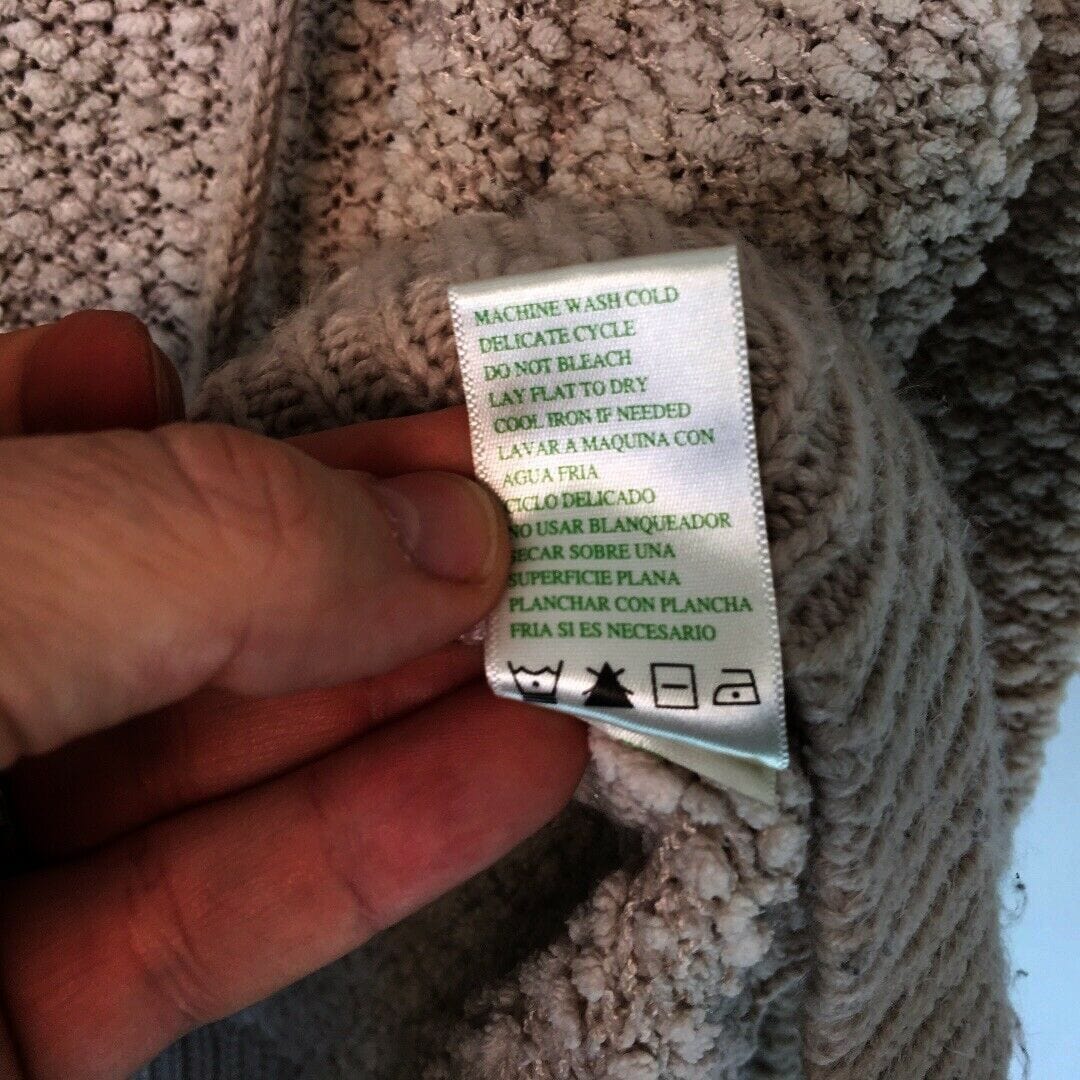 MACHINE WASH COLD
DELICATE CYCLE
DO NOT BLEACH
LAY FLAT TO DRY
COOL IRON IF NEEDED
LAVAR A MAQUINA CON
AGUA FRIA
CICLO DELICADO
NO USAR BLANQUEADOR
SECAR SOBRE UNA
SUPERFICIE PLANA
PLANCHAR CON PLANCHA
FRIA SI ES NECESARIO